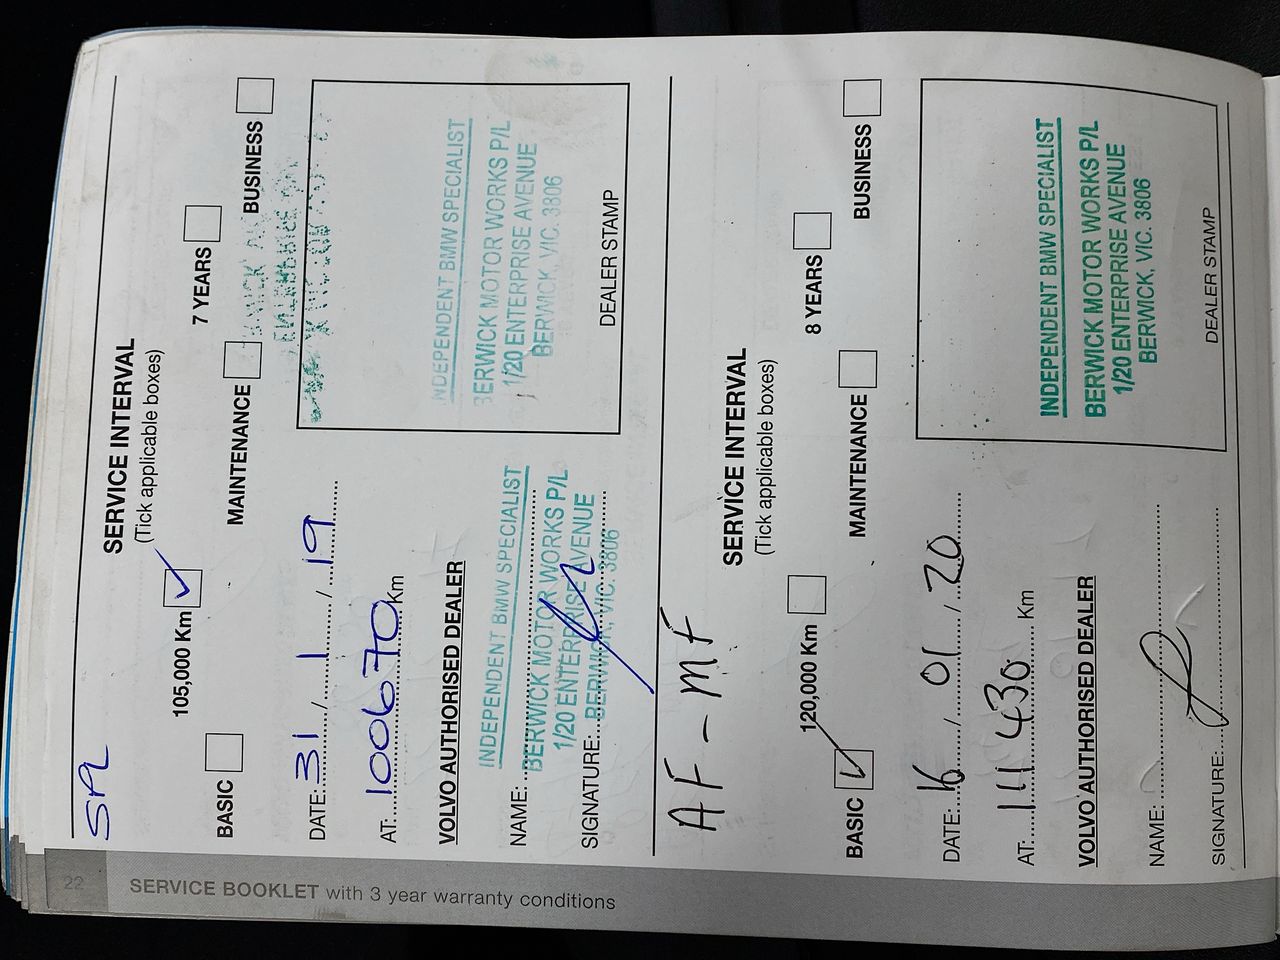 SPL
SERVICE INTERVAL
(Tick applicable boxes)
105,000 Km
7 YEARS
BASIC
MAINTENANCE
BUSINESS
DATE: 31 / 1 / 19
AT: 100670 Km
VOLVO AUTHORISED DEALER
INDEPENDENT BMW SPECIALIST
BERWICK MOTOR WORKS P/L
1/20 ENTERPRISE AVENUE
BERWICK, VIC. 3806
NAME:
SIGNATURE:
INDEPENDENT BMW SPECIALIST
BERWICK MOTOR WORKS P/L
1/20 ENTERPRISE AVENUE
BERWICK, VIC. 3806
DEALER STAMP
AF - MF
SERVICE INTERVAL
(Tick applicable boxes)
120,000 Km
8 YEARS
BASIC
MAINTENANCE
BUSINESS
DATE: 16 / 01 / 20
AT: 111 430 Km
VOLVO AUTHORISED DEALER
NAME:
SIGNATURE:
INDEPENDENT BMW SPECIALIST
BERWICK MOTOR WORKS P/L
1/20 ENTERPRISE AVENUE
BERWICK, VIC. 3806
DEALER STAMP
22
SERVICE BOOKLET with 3 year warranty conditions